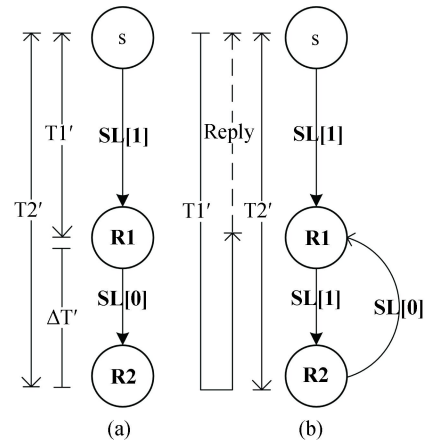 s
s
T1′
SL[1]
Reply
SL[1]
T2′
T1′
T2′
R1
R1
SL[0]
SL[1]
SL[0]
ΔT′
R2
R2
(a)
(b)